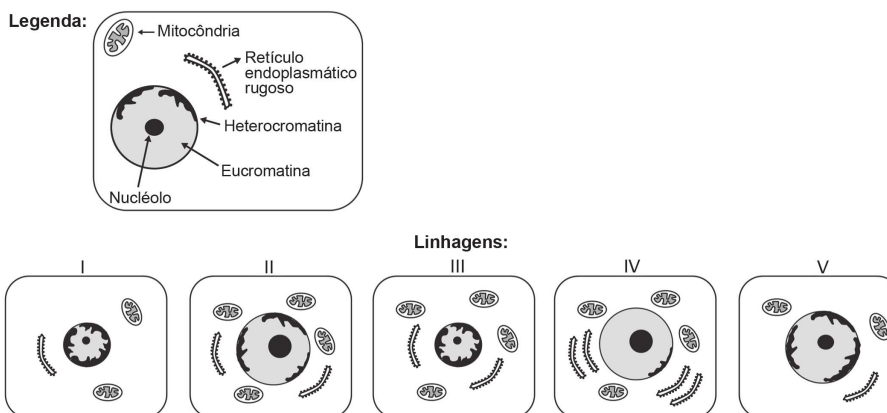 Legenda:
Mitocôndria
Retículo
endoplasmático
rugoso
Heterocromatina
Eucromatina
Nucléolo
Linhagens:
I II III IV V